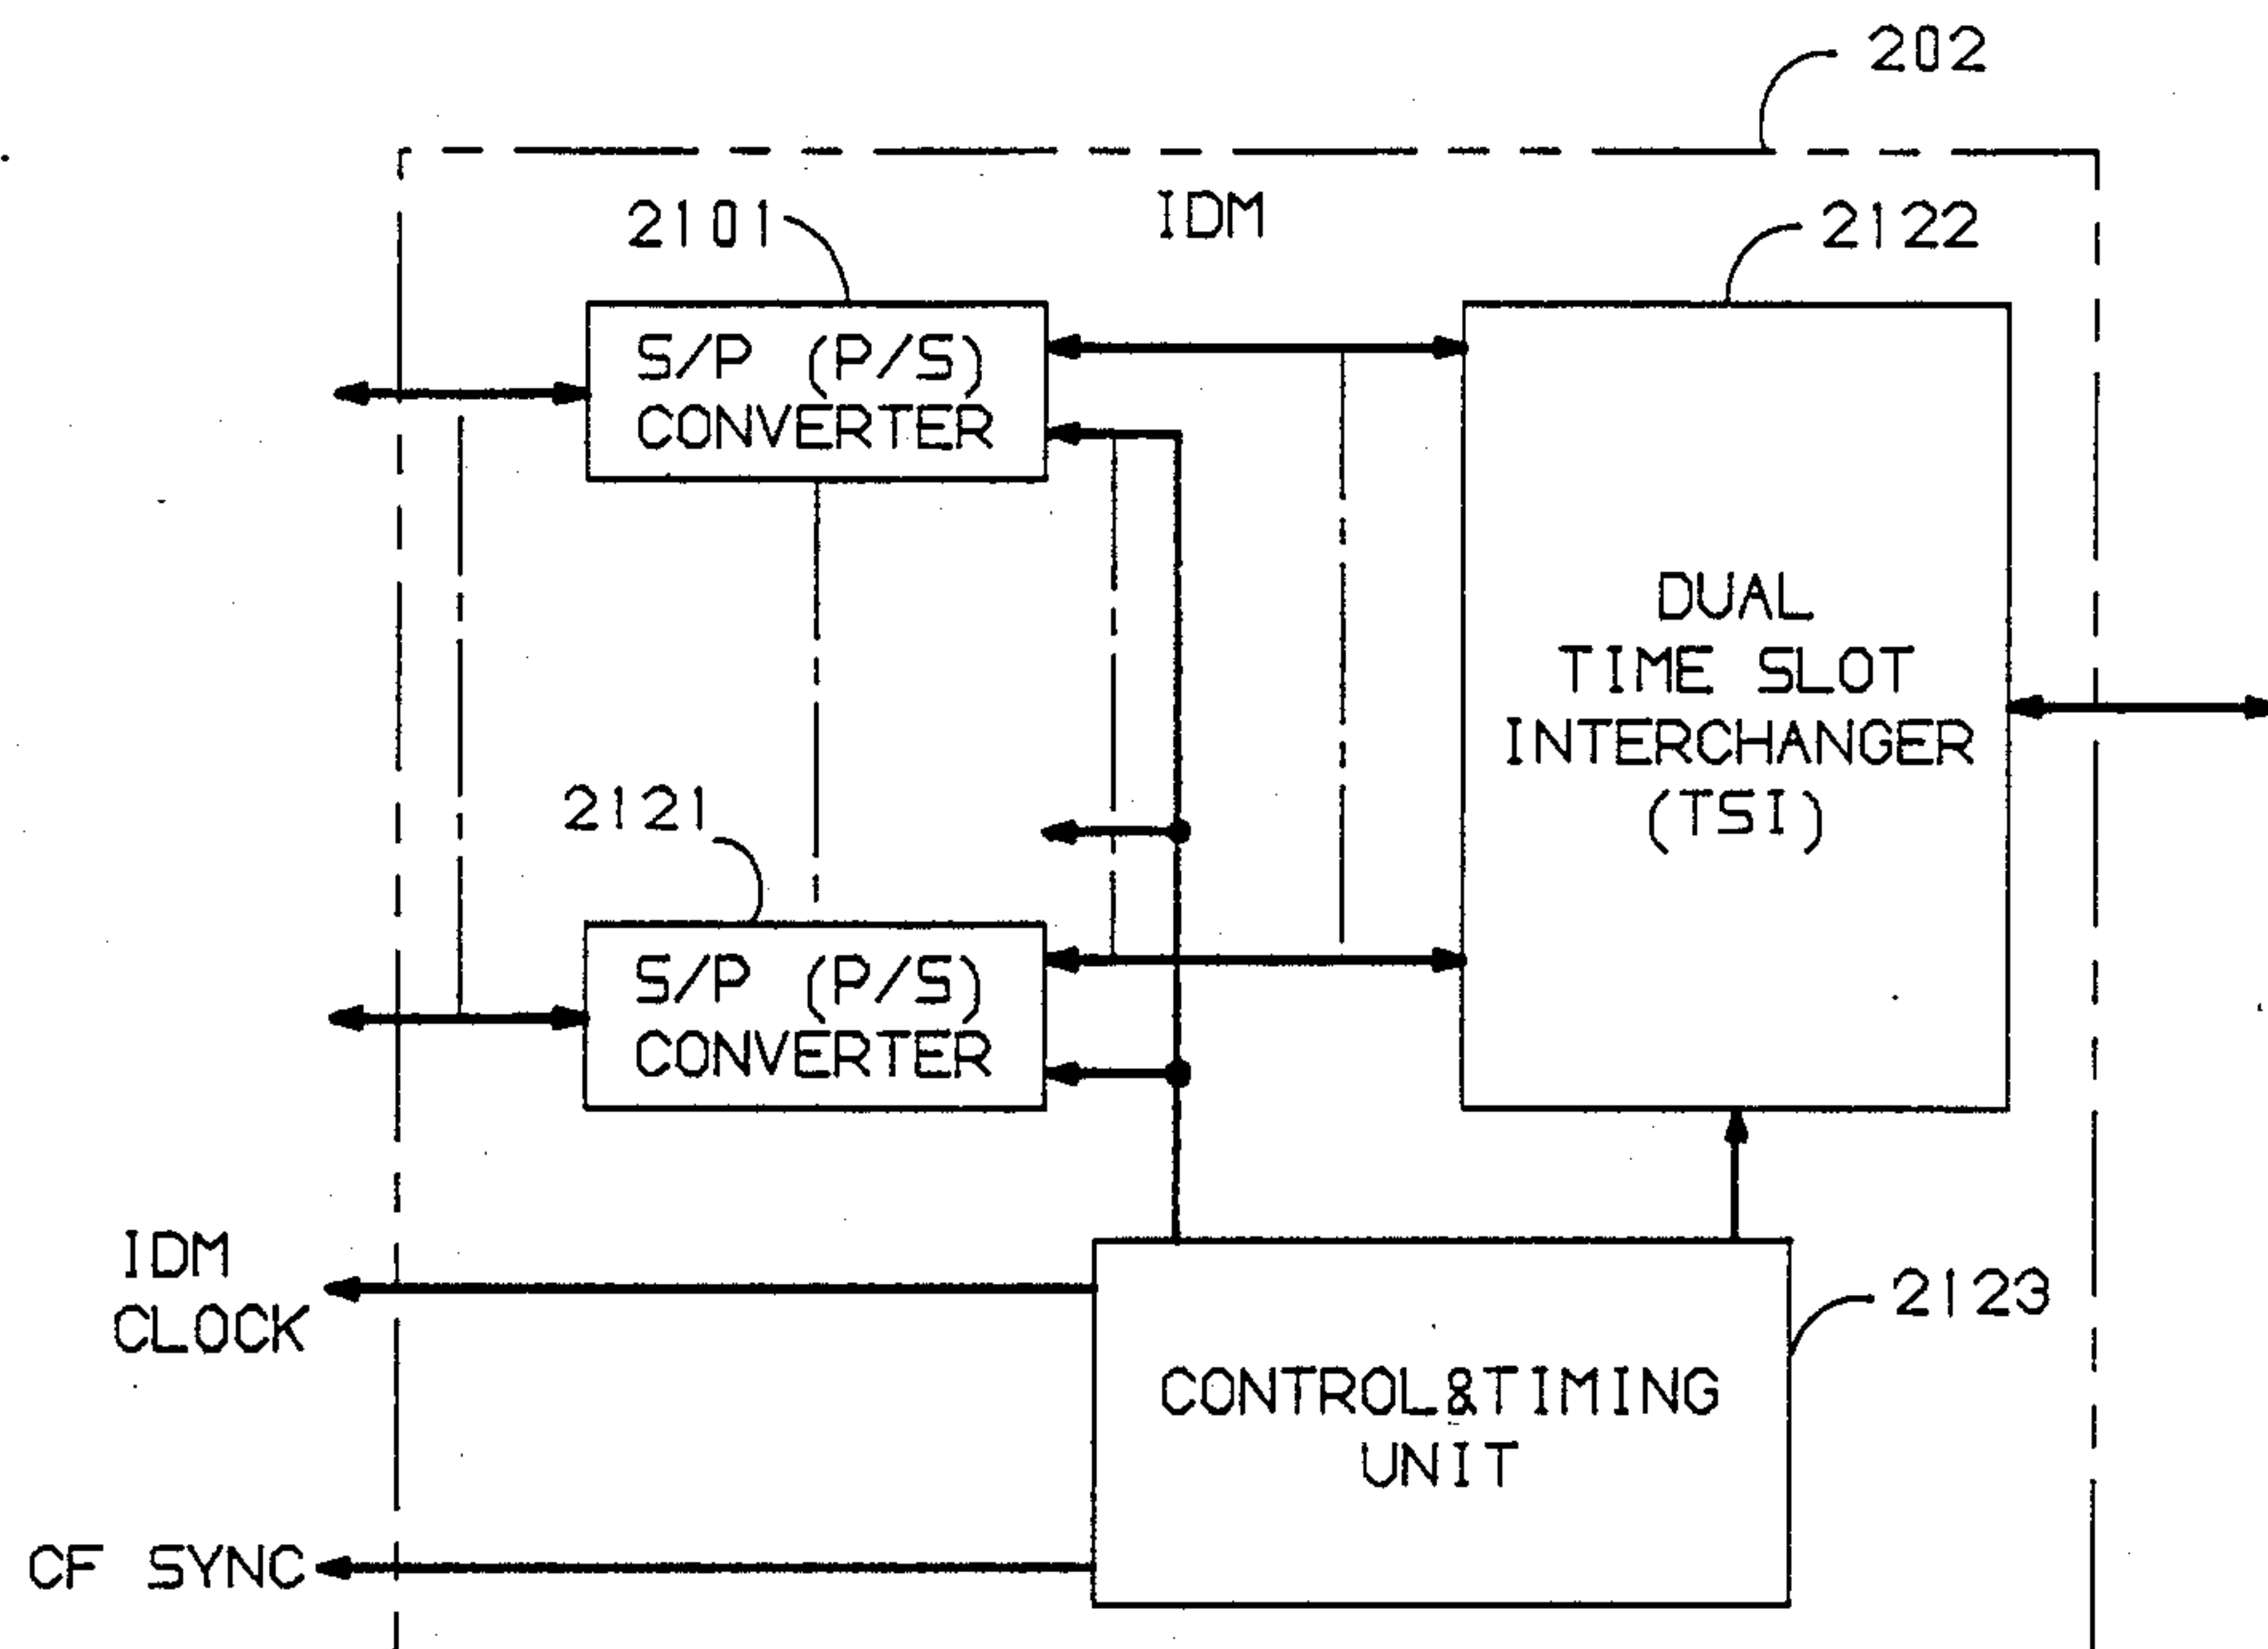 202
IDM
2101
2122
S/P (P/S)
CONVERTER
DUAL
TIME SLOT
INTERCHANGER
(TSI)
2121
S/P (P/S)
CONVERTER
IDM
CLOCK
2123
CONTROL&TIMING
UNIT
CF SYNC